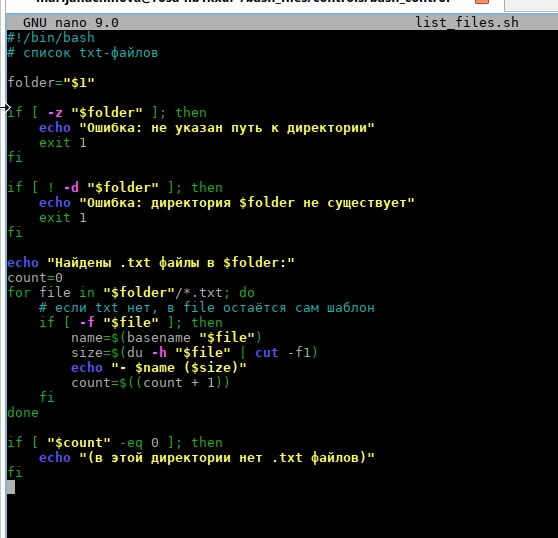 GNU nano 9.0 list_files.sh
#!/bin/bash
# список txt-файлов
folder="$1"
if [ -z "$folder" ]; then
echo "Ошибка: не указан путь к директории"
exit 1
fi
if [ ! -d "$folder" ]; then
echo "Ошибка: директория $folder не существует"
exit 1
fi
echo "Найдены .txt файлы в $folder:"
count=0
for file in "$folder"/*.txt; do
# если txt нет, в file остаётся сам шаблон
if [ -f "$file" ]; then
name=$(basename "$file")
size=$(du -h "$file" | cut -f1)
echo "- $name ($size)"
count=$((count + 1))
fi
done
if [ "$count" -eq 0 ]; then
echo "(в этой директории нет .txt файлов)"
fi